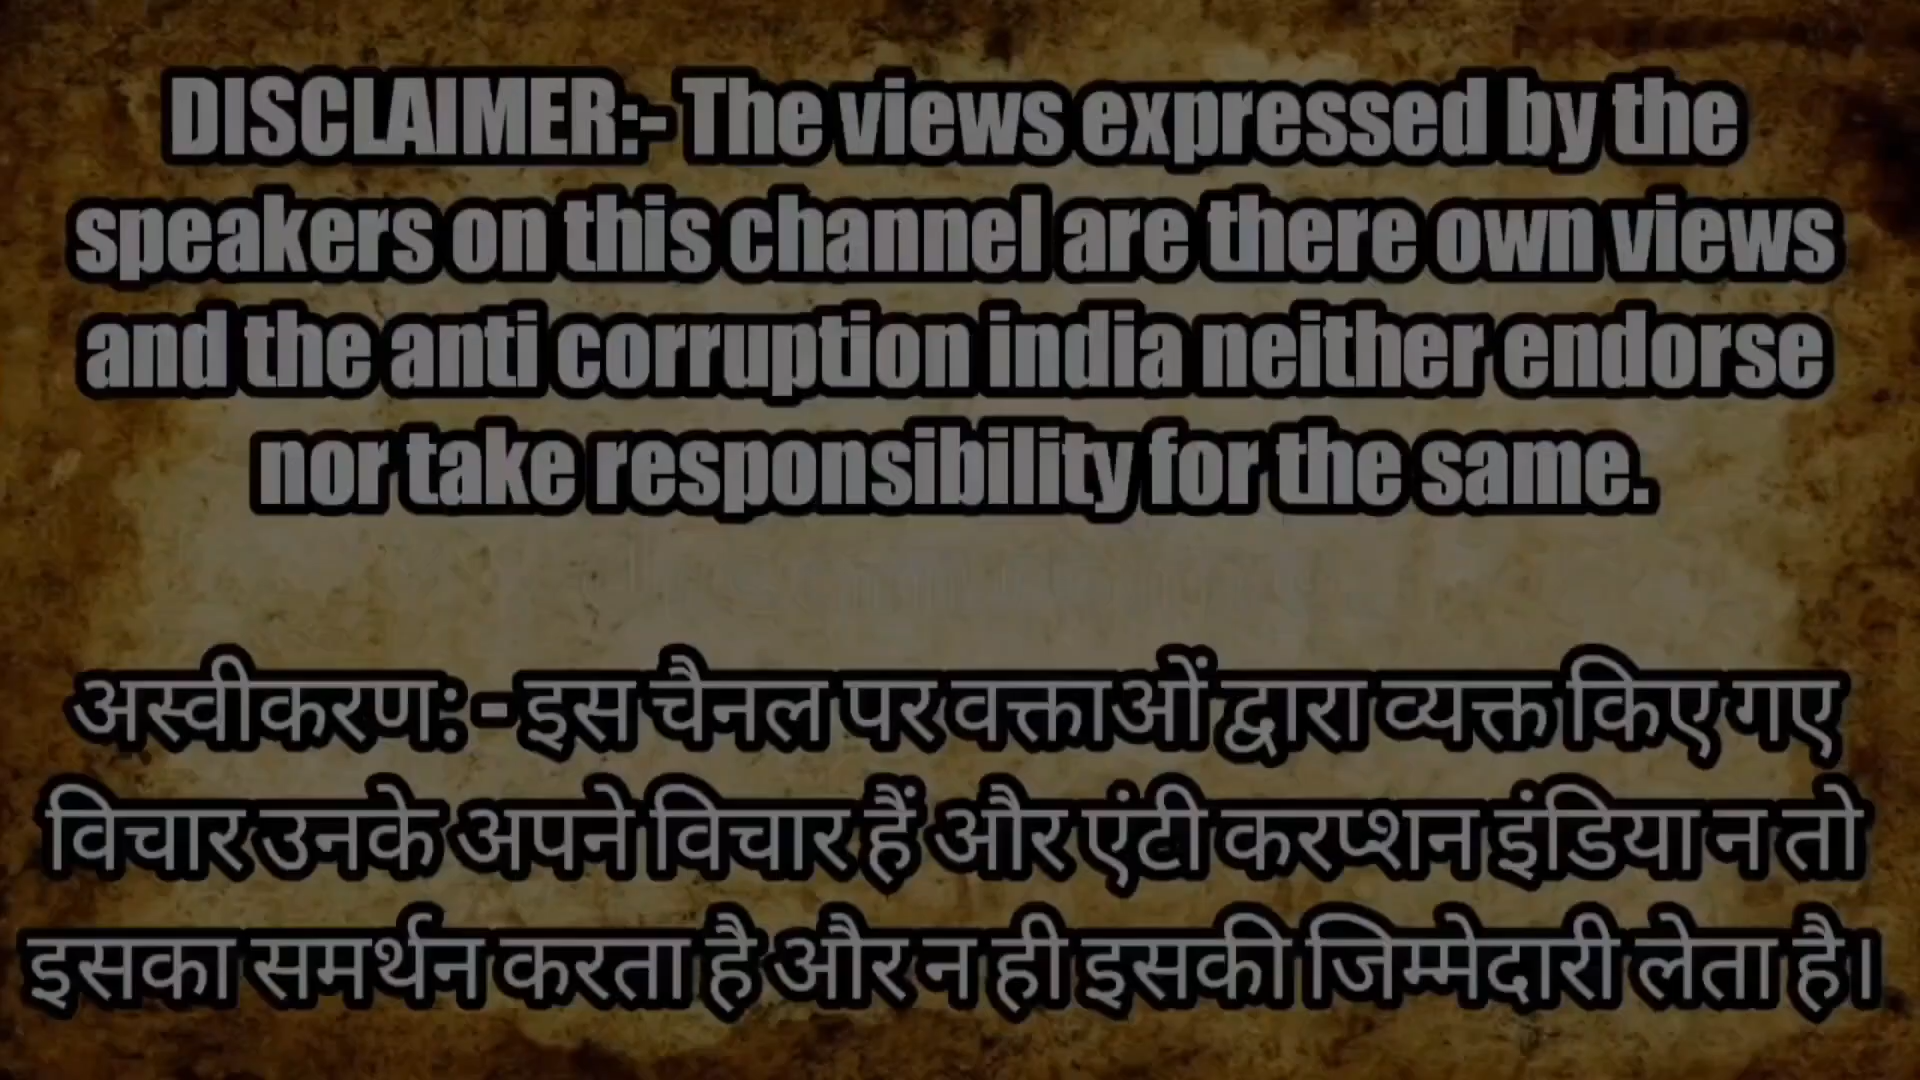 DISCLAIMER:- The views expressed by the
speakers on this channel are there own views
and the anti corruption india neither endorse
nor take responsibility for the same.
अस्वीकरण: - इस चैनल पर वक्ताओं द्वारा व्यक्त किए गए
विचार उनके अपने विचार हैं और एंटी करप्शन इंडिया न तो
इसका समर्थन करता है और न ही इसकी जिम्मेदारी लेता है।